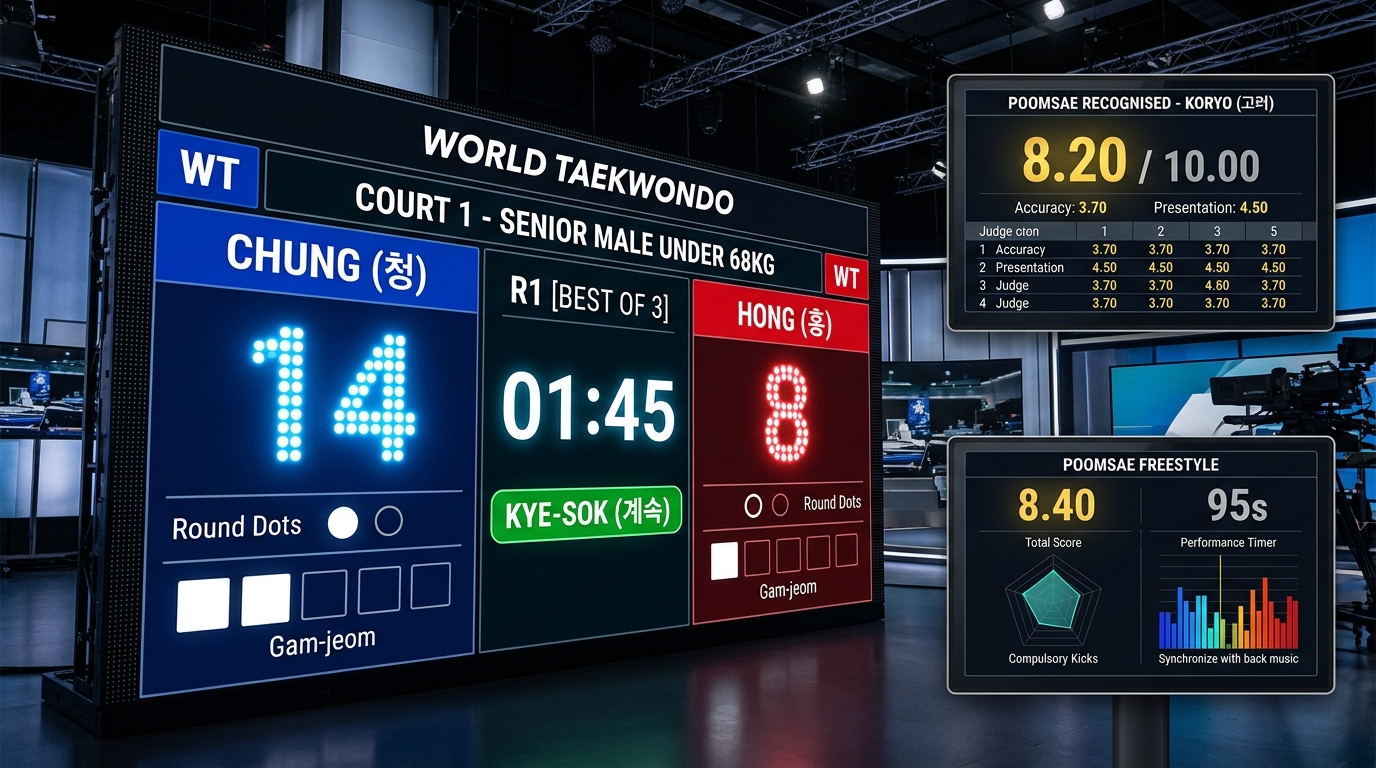 WORLD TAEKWONDO
WT
COURT 1 - SENIOR MALE UNDER 68KG
WT
CHUNG (청)
14
Round Dots
Gam-jeom
R1 [BEST OF 3]
01:45
KYE-SOK (계속)
HONG (홍)
8
Round Dots
Gam-jeom
POOMSAE RECOGNISED - KORYO (고려)
8.20 / 10.00
Accuracy: 3.70 Presentation: 4.50
Judge cron 1 2 3 5
1 Accuracy 3.70 3.70 3.70 3.70
2 Presentation 4.50 4.50 4.50 4.50
3 Judge 3.70 3.70 4.60 3.70
4 Judge 3.70 3.70 3.70 3.70
POOMSAE FREESTYLE
8.40
Total Score
Compulsory Kicks
95s
Performance Timer
Synchronize with back music